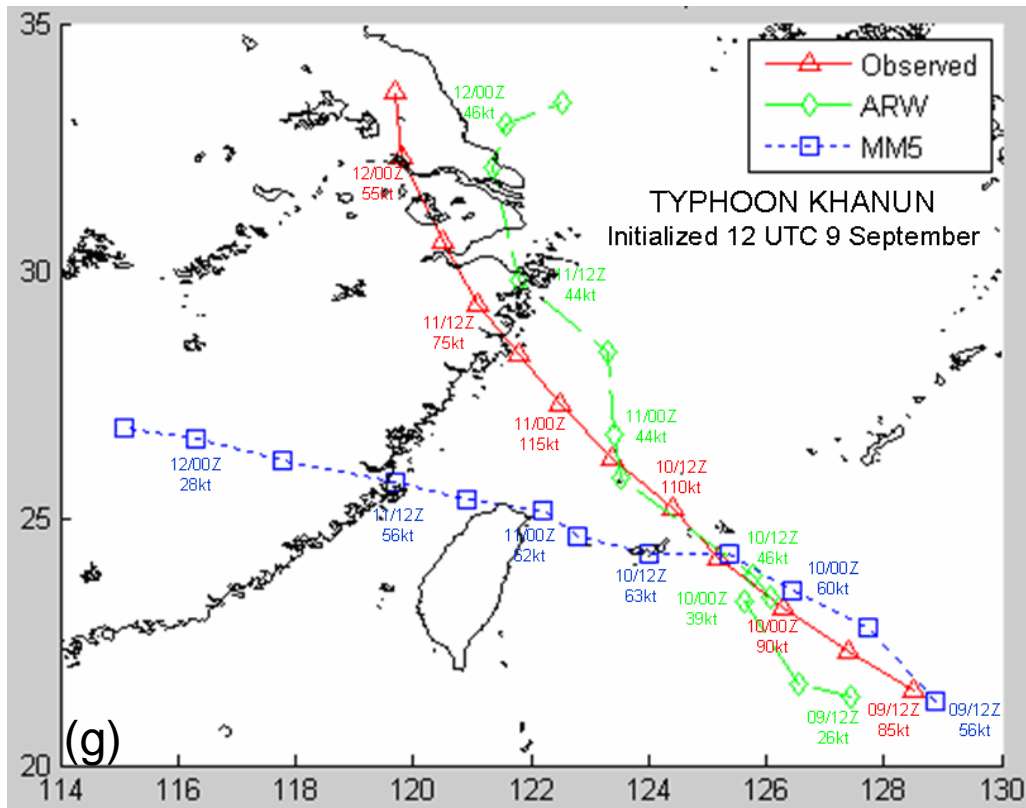 35
30
25
20
114
116
118
120
122
124
126
128
130
Observed
ARW
MM5
TYPHOON KHANUN
Initialized 12 UTC 9 September
12/00Z
46kt
12/00Z
55kt
11/12Z
44kt
11/12Z
75kt
11/00Z
115kt
11/00Z
44kt
10/12Z
110kt
12/00Z
28kt
11/12Z
56kt
11/00Z
62kt
10/12Z
63kt
10/12Z
46kt
10/00Z
60kt
10/00Z
39kt
10/00Z
90kt
09/12Z
26kt
09/12Z
85kt
09/12Z
56kt
(g)